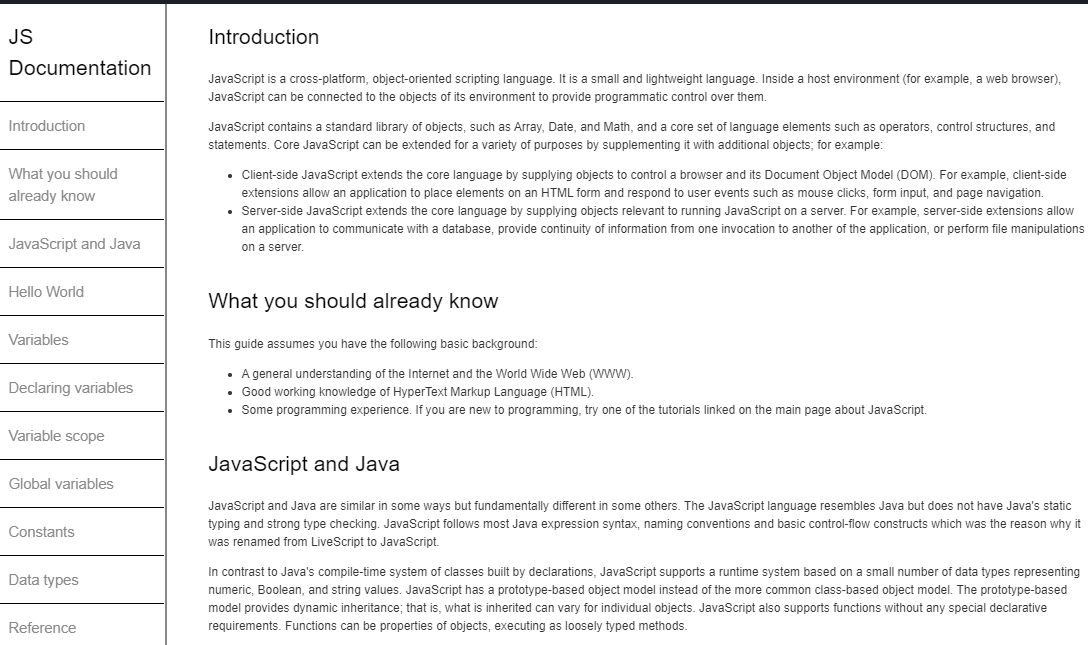 JS
Documentation
Introduction
What you should
already know
JavaScript and Java
Hello World
Variables
Declaring variables
Variable scope
Global variables
Constants
Data types
Reference
Introduction
JavaScript is a cross-platform, object-oriented scripting language. It is a small and lightweight language. Inside a host environment (for example, a web browser),
JavaScript can be connected to the objects of its environment to provide programmatic control over them.
JavaScript contains a standard library of objects, such as Array, Date, and Math, and a core set of language elements such as operators, control structures, and
statements. Core JavaScript can be extended for a variety of purposes by supplementing it with additional objects; for example:
• Client-side JavaScript extends the core language by supplying objects to control a browser and its Document Object Model (DOM). For example, client-side
extensions allow an application to place elements on an HTML form and respond to user events such as mouse clicks, form input, and page navigation.
• Server-side JavaScript extends the core language by supplying objects relevant to running JavaScript on a server. For example, server-side extensions allow
an application to communicate with a database, provide continuity of information from one invocation to another of the application, or perform file manipulations
on a server.
What you should already know
This guide assumes you have the following basic background:
• A general understanding of the Internet and the World Wide Web (WWW).
• Good working knowledge of HyperText Markup Language (HTML).
• Some programming experience. If you are new to programming, try one of the tutorials linked on the main page about JavaScript.
JavaScript and Java
JavaScript and Java are similar in some ways but fundamentally different in some others. The JavaScript language resembles Java but does not have Java's static
typing and strong type checking. JavaScript follows most Java expression syntax, naming conventions and basic control-flow constructs which was the reason why it
was renamed from LiveScript to JavaScript.
In contrast to Java's compile-time system of classes built by declarations, JavaScript supports a runtime system based on a small number of data types representing
numeric, Boolean, and string values. JavaScript has a prototype-based object model instead of the more common class-based object model. The prototype-based
model provides dynamic inheritance; that is, what is inherited can vary for individual objects. JavaScript also supports functions without any special declarative
requirements. Functions can be properties of objects, executing as loosely typed methods.